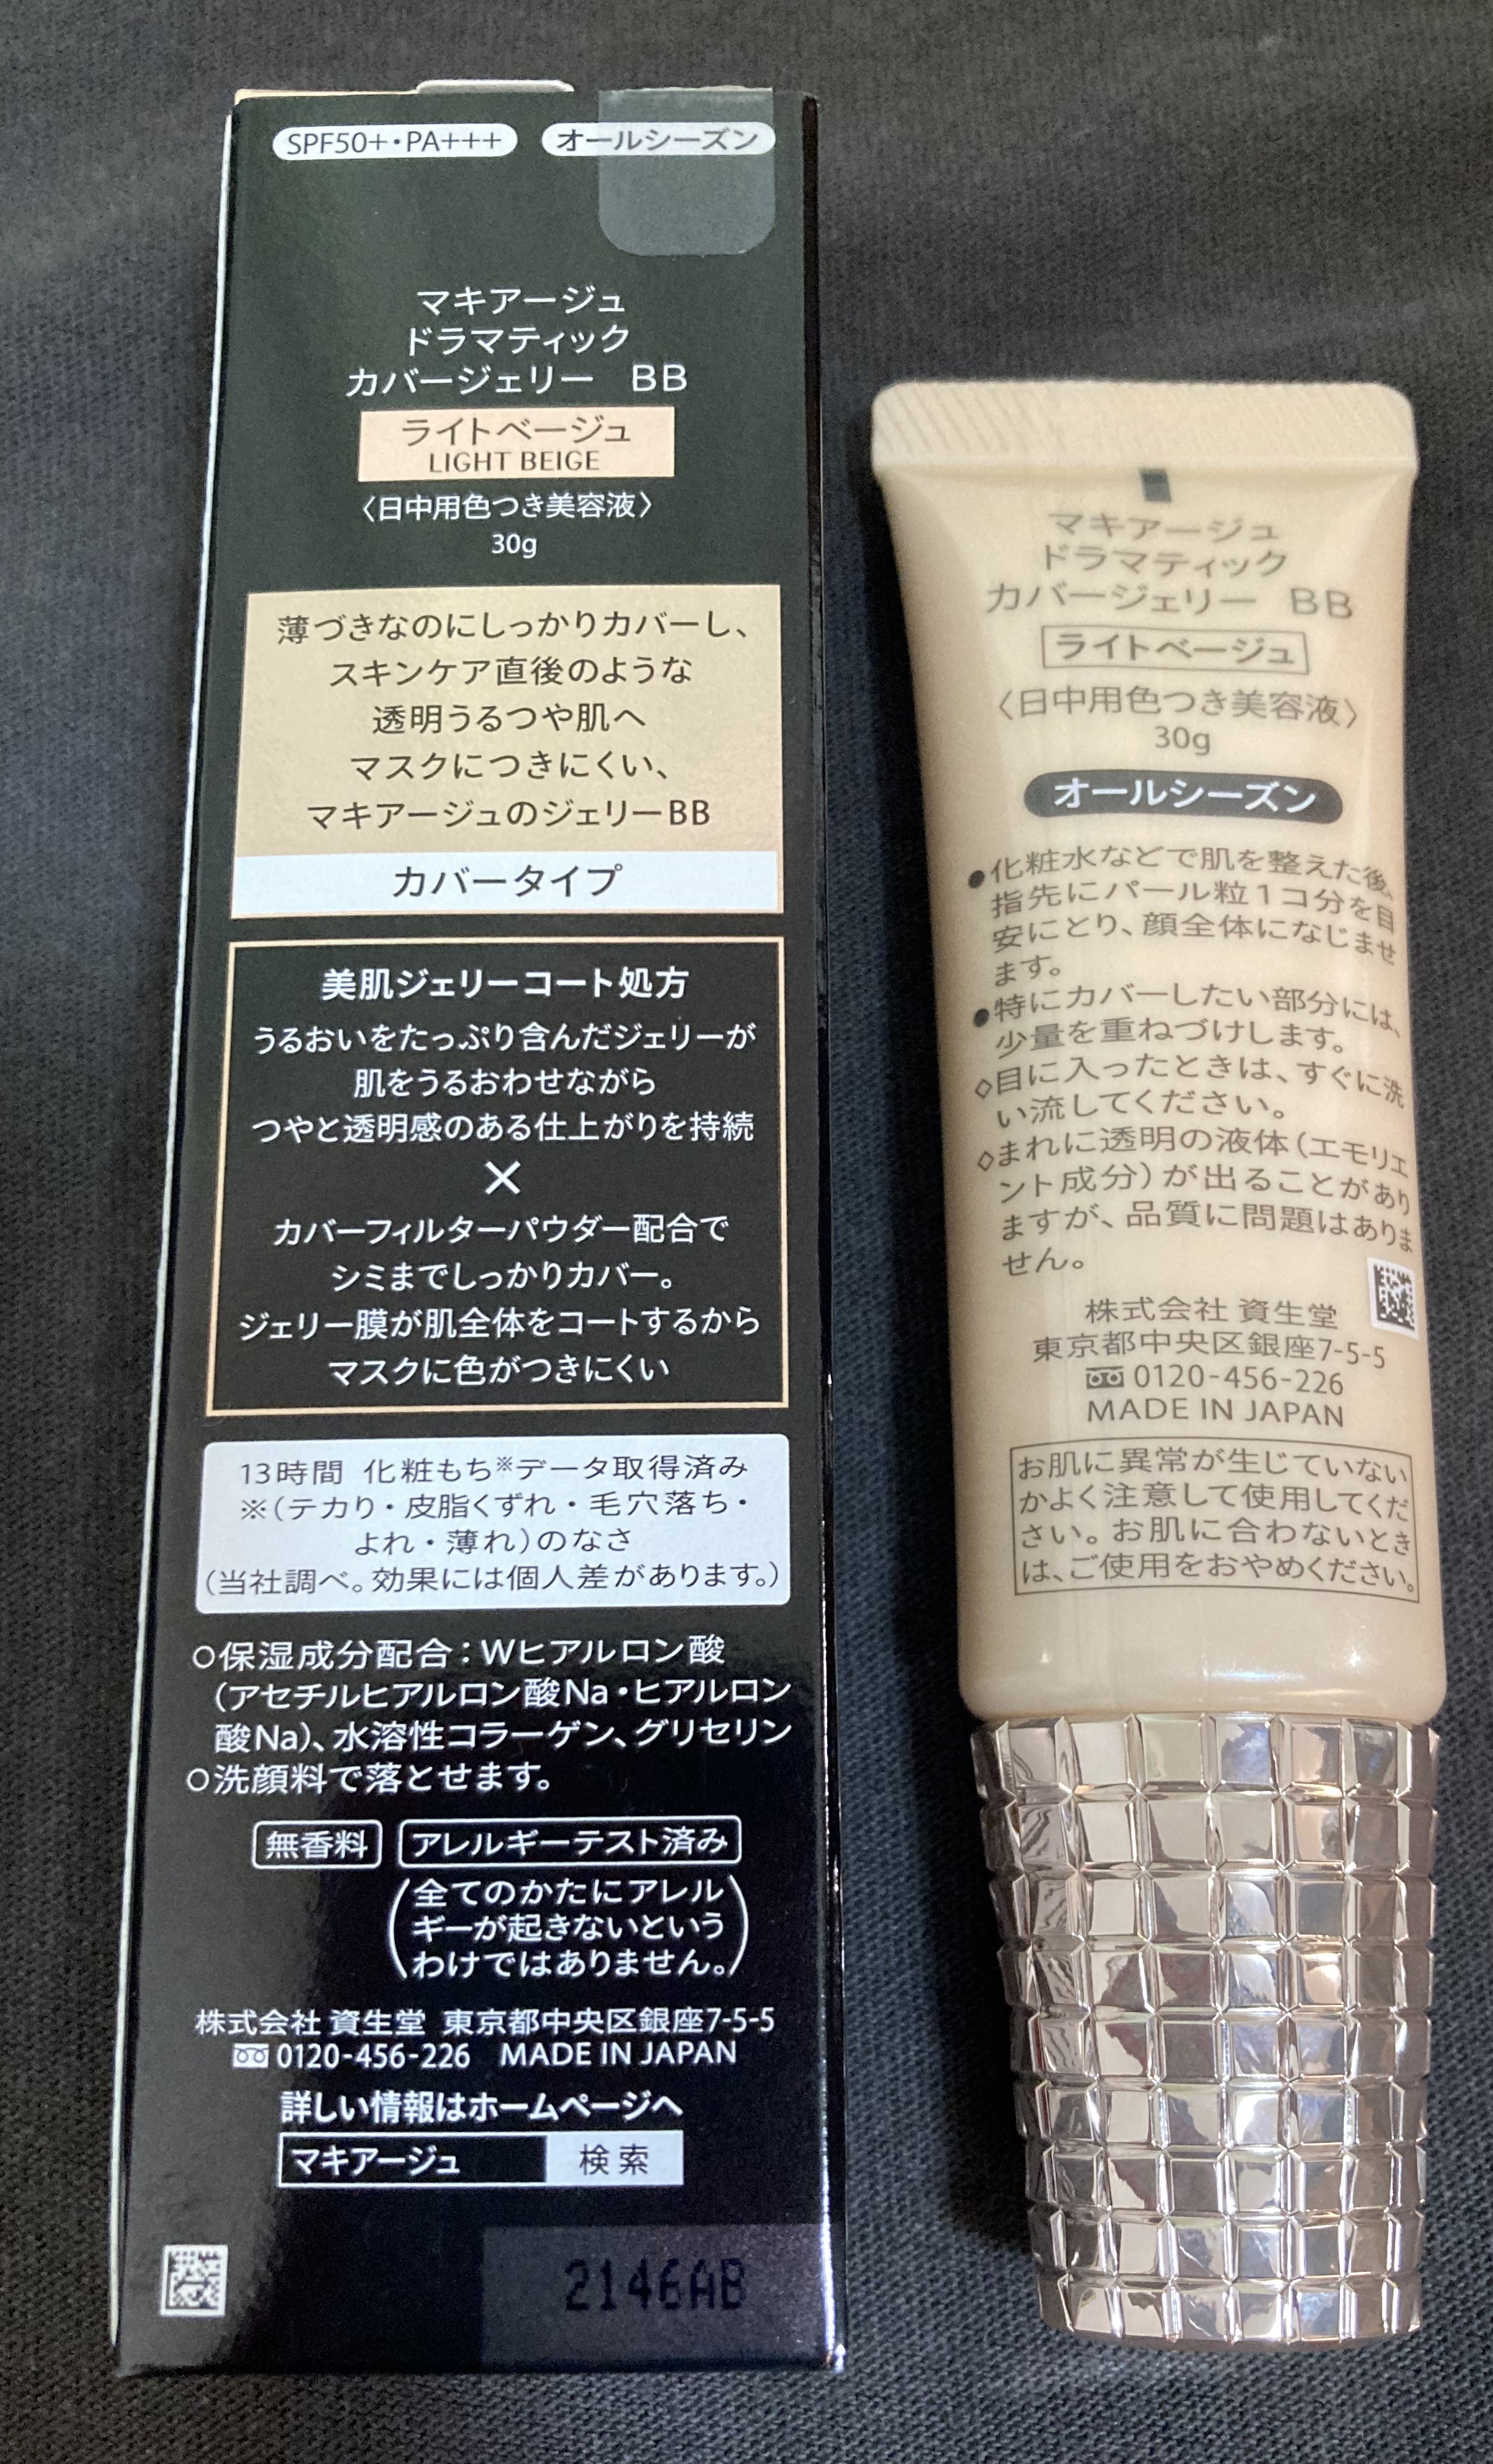 SPF50+・PA+++ オールシーズン
マキアージュ
ドラマティック
カバージェリー BB
ライトベージュ
LIGHT BEIGE
〈日中用色つき美容液〉
30g
薄づきなのにしっかりカバーし、
スキンケア直後のような
透明うるつや肌へ
マスクにつきにくい、
マキアージュのジェリーBB
カバータイプ
美肌ジェリーコート処方
うるおいをたっぷり含んだジェリーが
肌をうるおわせながら
つやと透明感のある仕上がりを持続
×
カバーフィルターパウダー配合で
シミまでしっかりカバー。
ジェリー膜が肌全体をコートするから
マスクに色がつきにくい
13時間 化粧もち※データ取得済み
※(テカリ・皮脂くずれ・毛穴落ち・
よれ・薄れ)のなさ
(当社調べ。効果には個人差があります。)
○保湿成分配合:Wヒアルロン酸
(アセチルヒアルロン酸Na・ヒアルロン
酸Na)、水溶性コラーゲン、グリセリン
○洗顔料で落とせます。
無香料 アレルギーテスト済み
(全てのかたにアレル
ギーが起きないという
わけではありません。)
株式会社 資生堂 東京都中央区銀座7-5-5
0120-456-226 MADE IN JAPAN
詳しい情報はホームページへ
マキアージュ 検索
2146AB
マキアージュ
ドラマティック
カバージェリー BB
ライトベージュ
〈日中用色つき美容液〉
30g
オールシーズン
●化粧水などで肌を整えた後、
指先にパール粒1コ分を目
安にとり、顔全体になじませ
ます。
●特にカバーしたい部分には、
少量を重ねづけします。
◇目に入ったときは、すぐに洗
い流してください。
◇まれに透明の液体(エモリエ
ント成分)が出ることがあり
ますが、品質に問題はありま
せん。
株式会社 資生堂
東京都中央区銀座7-5-5
0120-456-226
MADE IN JAPAN
お肌に異常が生じていない
かよく注意して使用してくだ
さい。お肌に合わないとき
は、ご使用をおやめください。